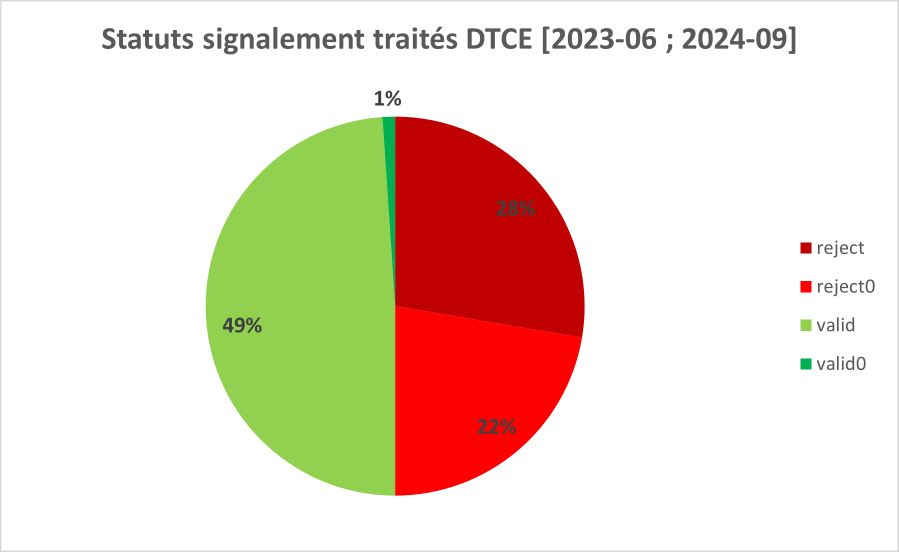 Statuts signalement traités DTCE [2023-06 ; 2024-09]
1%
28%
49%
22%
reject
reject0
valid
valid0